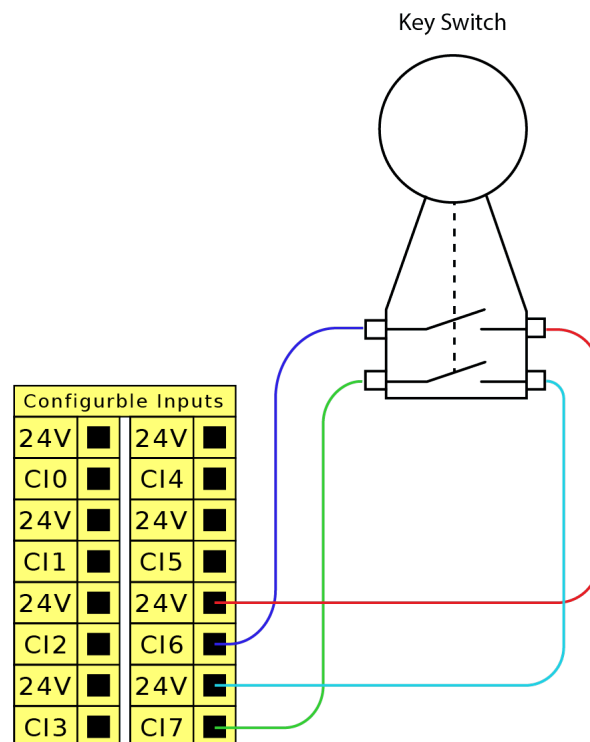 Key Switch
Configurble Inputs
24V 24V
CI0 CI4
24V 24V
CI1 CI5
24V 24V
CI2 CI6
24V 24V
CI3 CI7